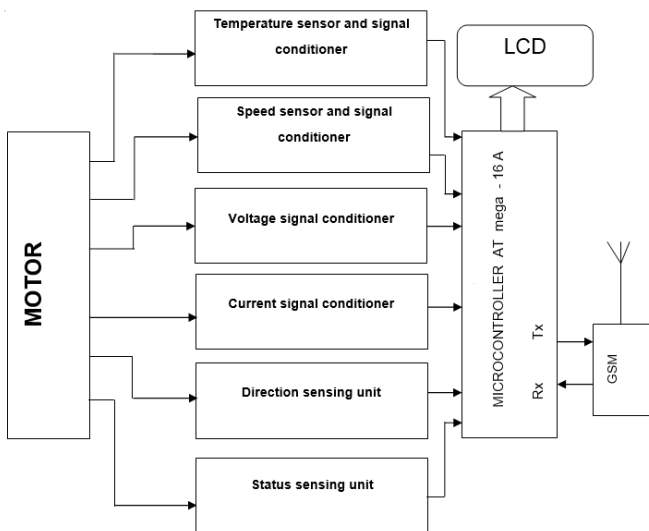 Temperature sensor and signal
conditioner
LCD
Speed sensor and signal
conditioner
Voltage signal conditioner
Current signal conditioner
Direction sensing unit
Status sensing unit
MOTOR
MICROCONTROLLER AT mega - 16 A
Tx
Rx
GSM